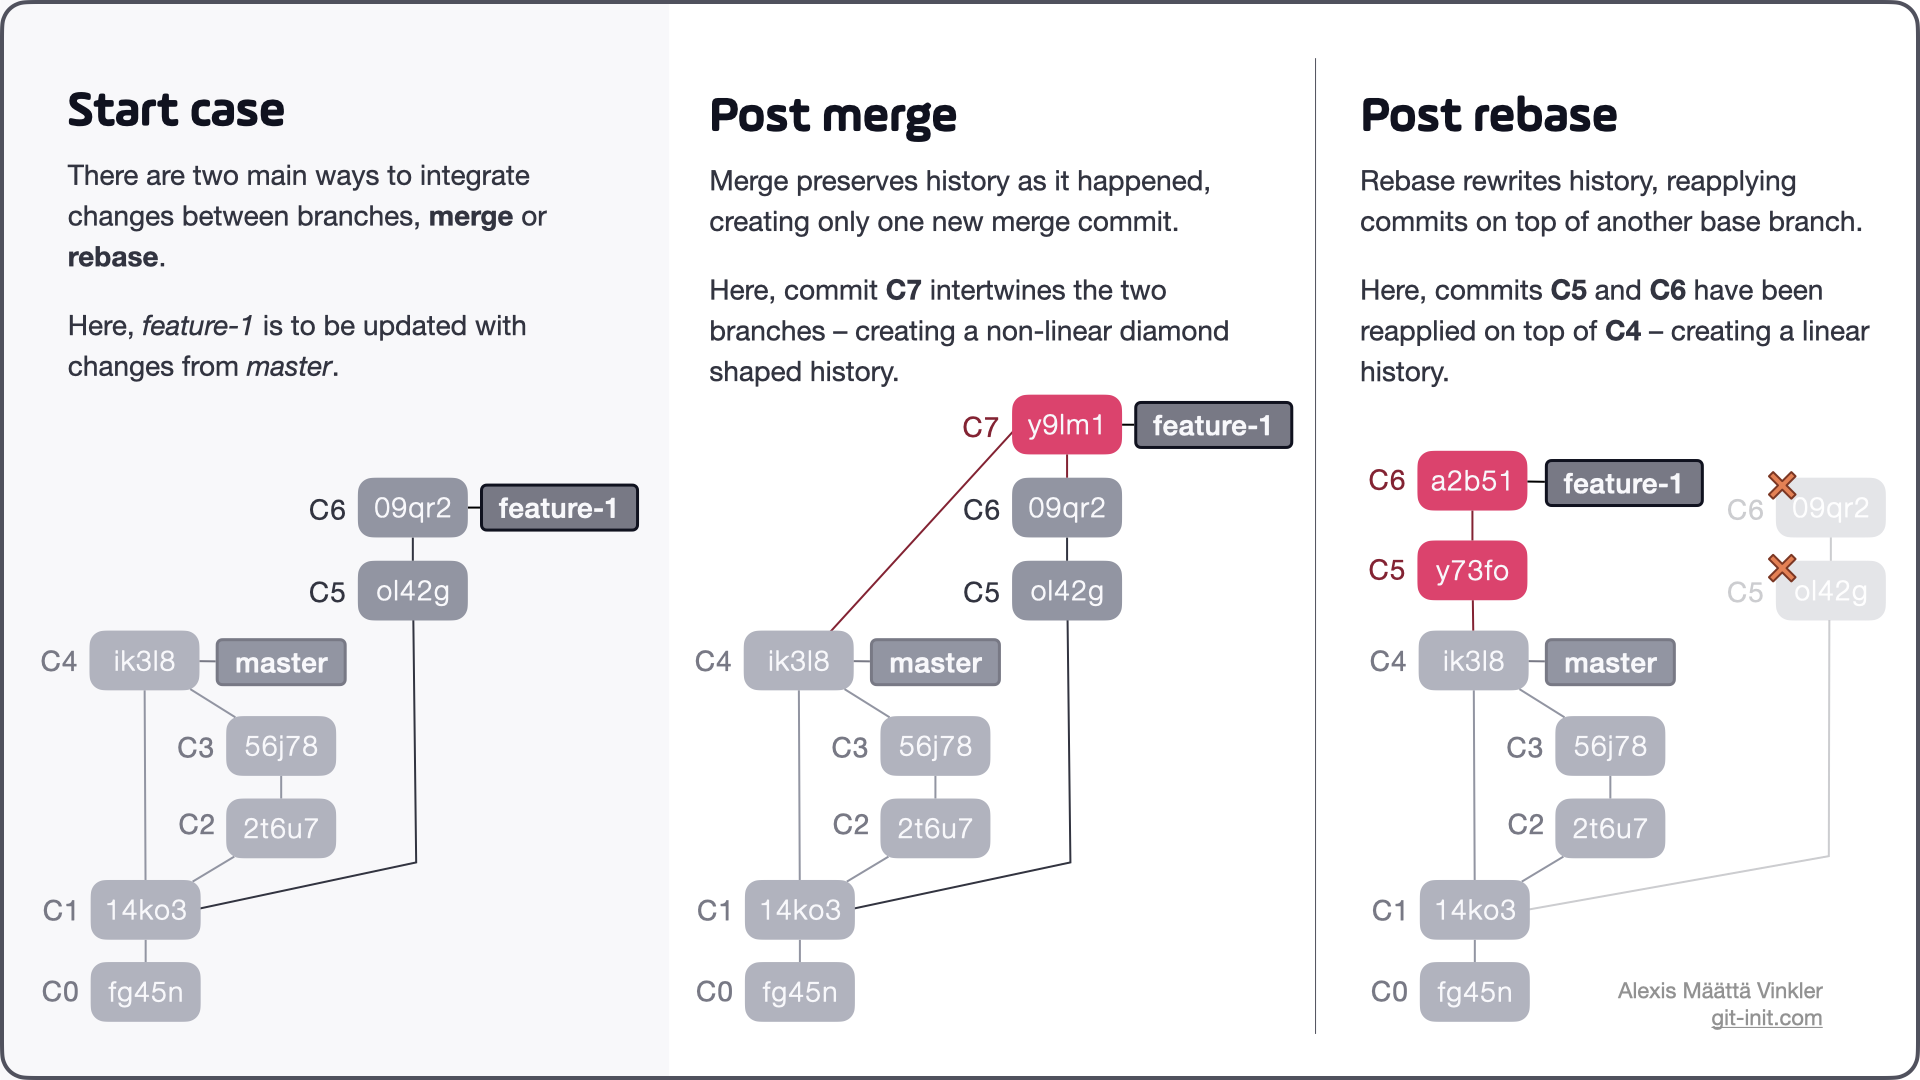 Start case
There are two main ways to integrate
changes between branches, merge or
rebase.
Here, feature-1 is to be updated with
changes from master.
C6 09qr2 feature-1
C5 ol42g
C4 ik3l8 master
C3 56j78
C2 2t6u7
C1 14ko3
C0 fg45n
Post merge
Merge preserves history as it happened,
creating only one new merge commit.
Here, commit C7 intertwines the two
branches – creating a non-linear diamond
shaped history.
C7 y9lm1 feature-1
C6 09qr2
C5 ol42g
C4 ik3l8 master
C3 56j78
C2 2t6u7
C1 14ko3
C0 fg45n
Post rebase
Rebase rewrites history, reapplying
commits on top of another base branch.
Here, commits C5 and C6 have been
reapplied on top of C4 – creating a linear
history.
C6 a2b51 feature-1
C6 09qr2
C5 y73fo
C5 ol42g
C4 ik3l8 master
C3 56j78
C2 2t6u7
C1 14ko3
C0 fg45n
Alexis Määttä Vinkler
git-init.com